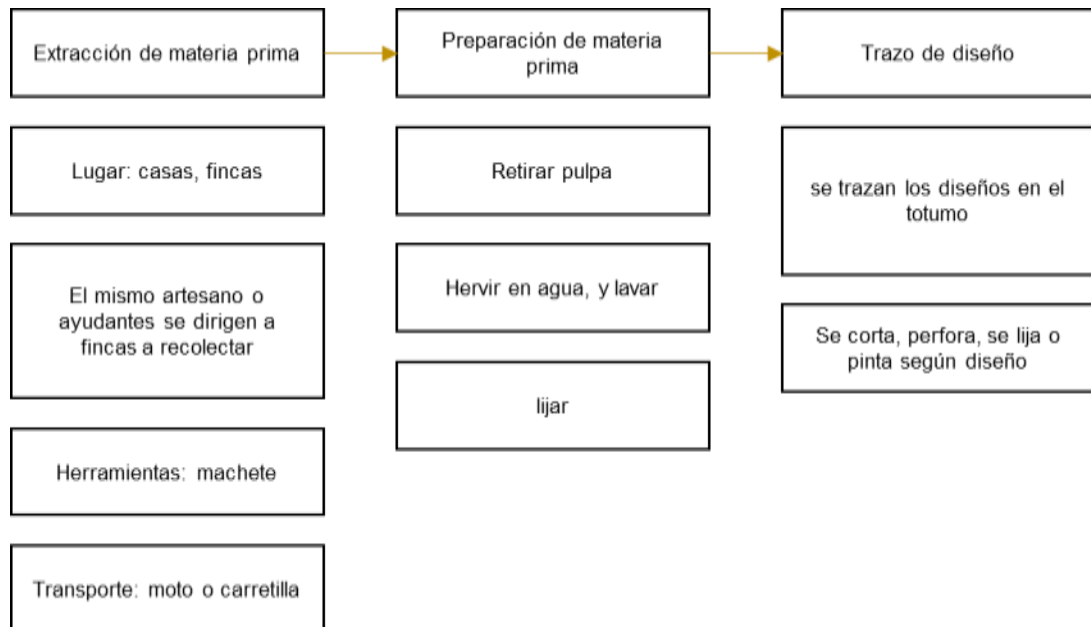 Extracción de materia prima
Preparación de materia
prima
Trazo de diseño
Lugar: casas, fincas
Retirar pulpa
se trazan los diseños en el
totumo
El mismo artesano o
ayudantes se dirigen a
fincas a recolectar
Hervir en agua, y lavar
Se corta, perfora, se lija o
pinta según diseño
lijar
Herramientas: machete
Transporte: moto o carretilla